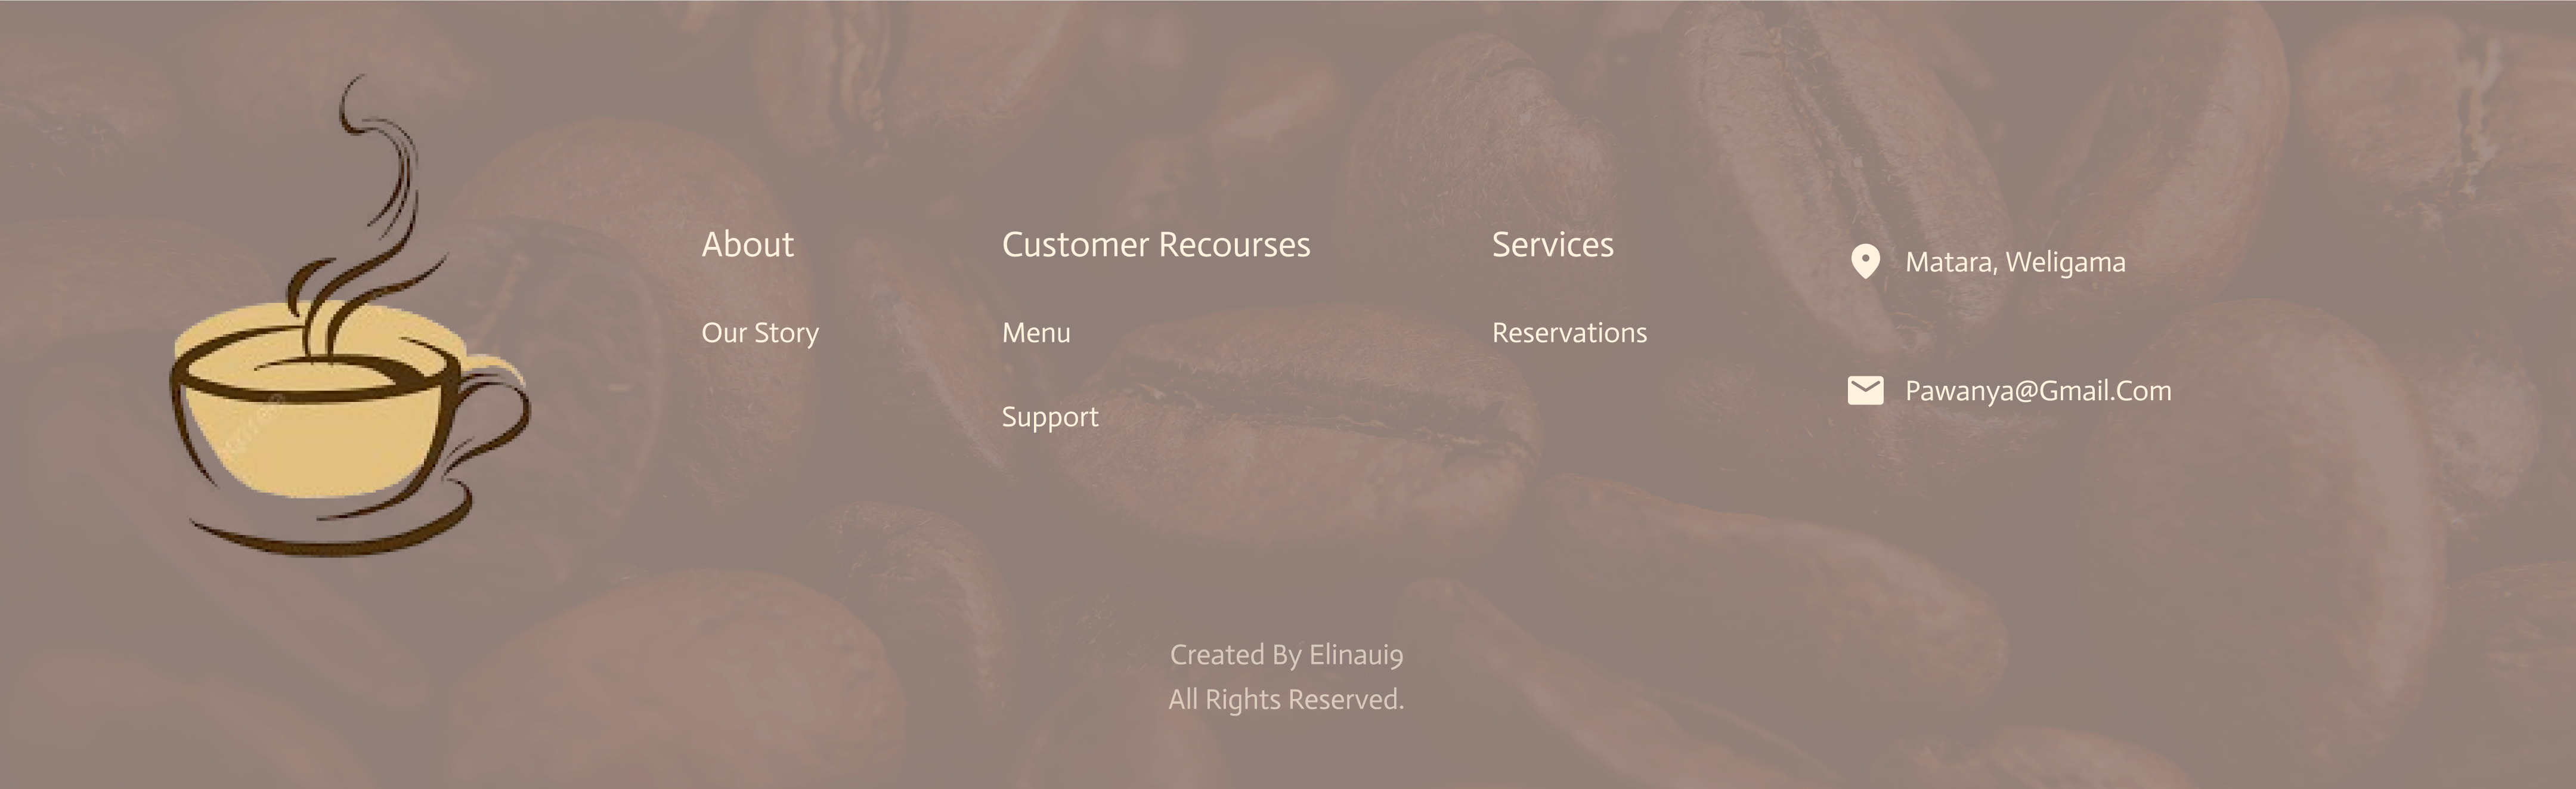 About
Our Story
Customer Recourses
Menu
Support
Services
Reservations
Matara, Weligama
Pawanya@Gmail.Com
Created By Elinaui9
All Rights Reserved.